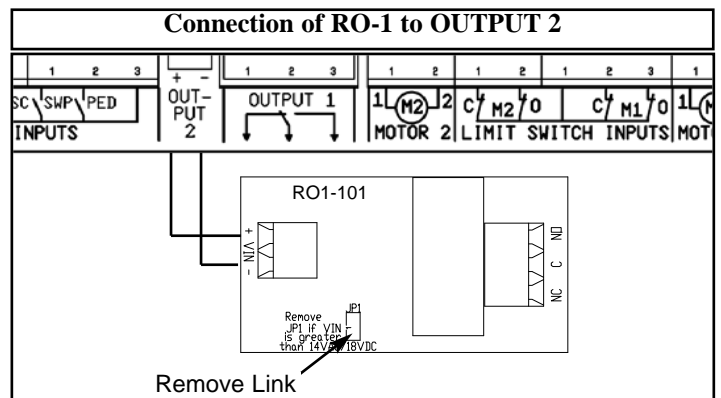 Connection of RO-1 to OUTPUT 2
1 2 3 + - 1 2 3 1 2 1 2 1 2 3 1
SC SWP PED OUT- OUTPUT 1 1 M2 2 C M2 O C M1 O 1
INPUTS PUT MOTOR 2 LIMIT SWITCH INPUTS MOT
2
RO1-101
+ VIN -
NO C NC
JP1
Remove
JP1 if VIN
is greater
than 14VAC/18VDC
Remove Link